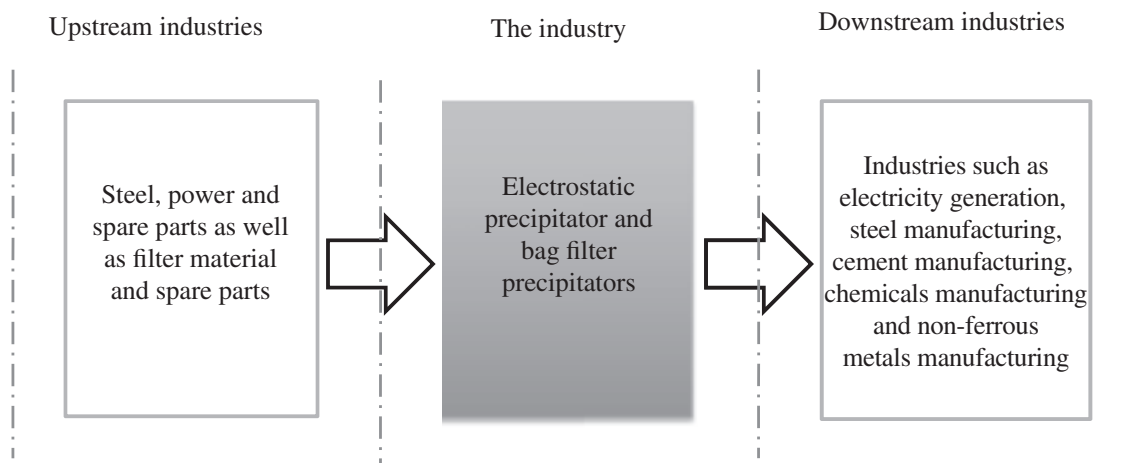 Upstream industries
The industry
Downstream industries
Steel, power and
spare parts as well
as filter material
and spare parts
Electrostatic
precipitator and
bag filter
precipitators
Industries such as
electricity generation,
steel manufacturing,
cement manufacturing,
chemicals manufacturing
and non-ferrous
metals manufacturing